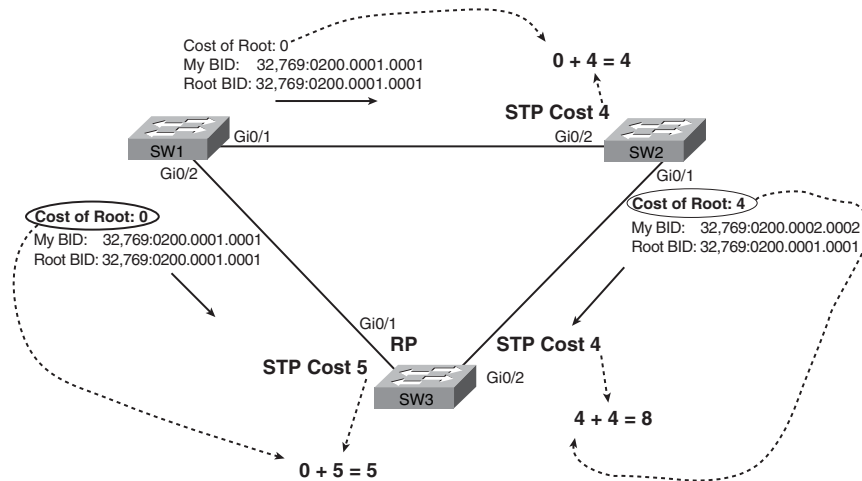 Cost of Root: 0
My BID: 32,769:0200.0001.0001
Root BID: 32,769:0200.0001.0001
0 + 4 = 4
STP Cost 4
SW1
Gi0/1
Gi0/2
SW2
Gi0/2
Gi0/1
Cost of Root: 0
My BID: 32,769:0200.0001.0001
Root BID: 32,769:0200.0001.0001
Cost of Root: 4
My BID: 32,769:0200.0002.0002
Root BID: 32,769:0200.0001.0001
Gi0/1
RP
STP Cost 5
STP Cost 4
SW3
Gi0/2
4 + 4 = 8
0 + 5 = 5